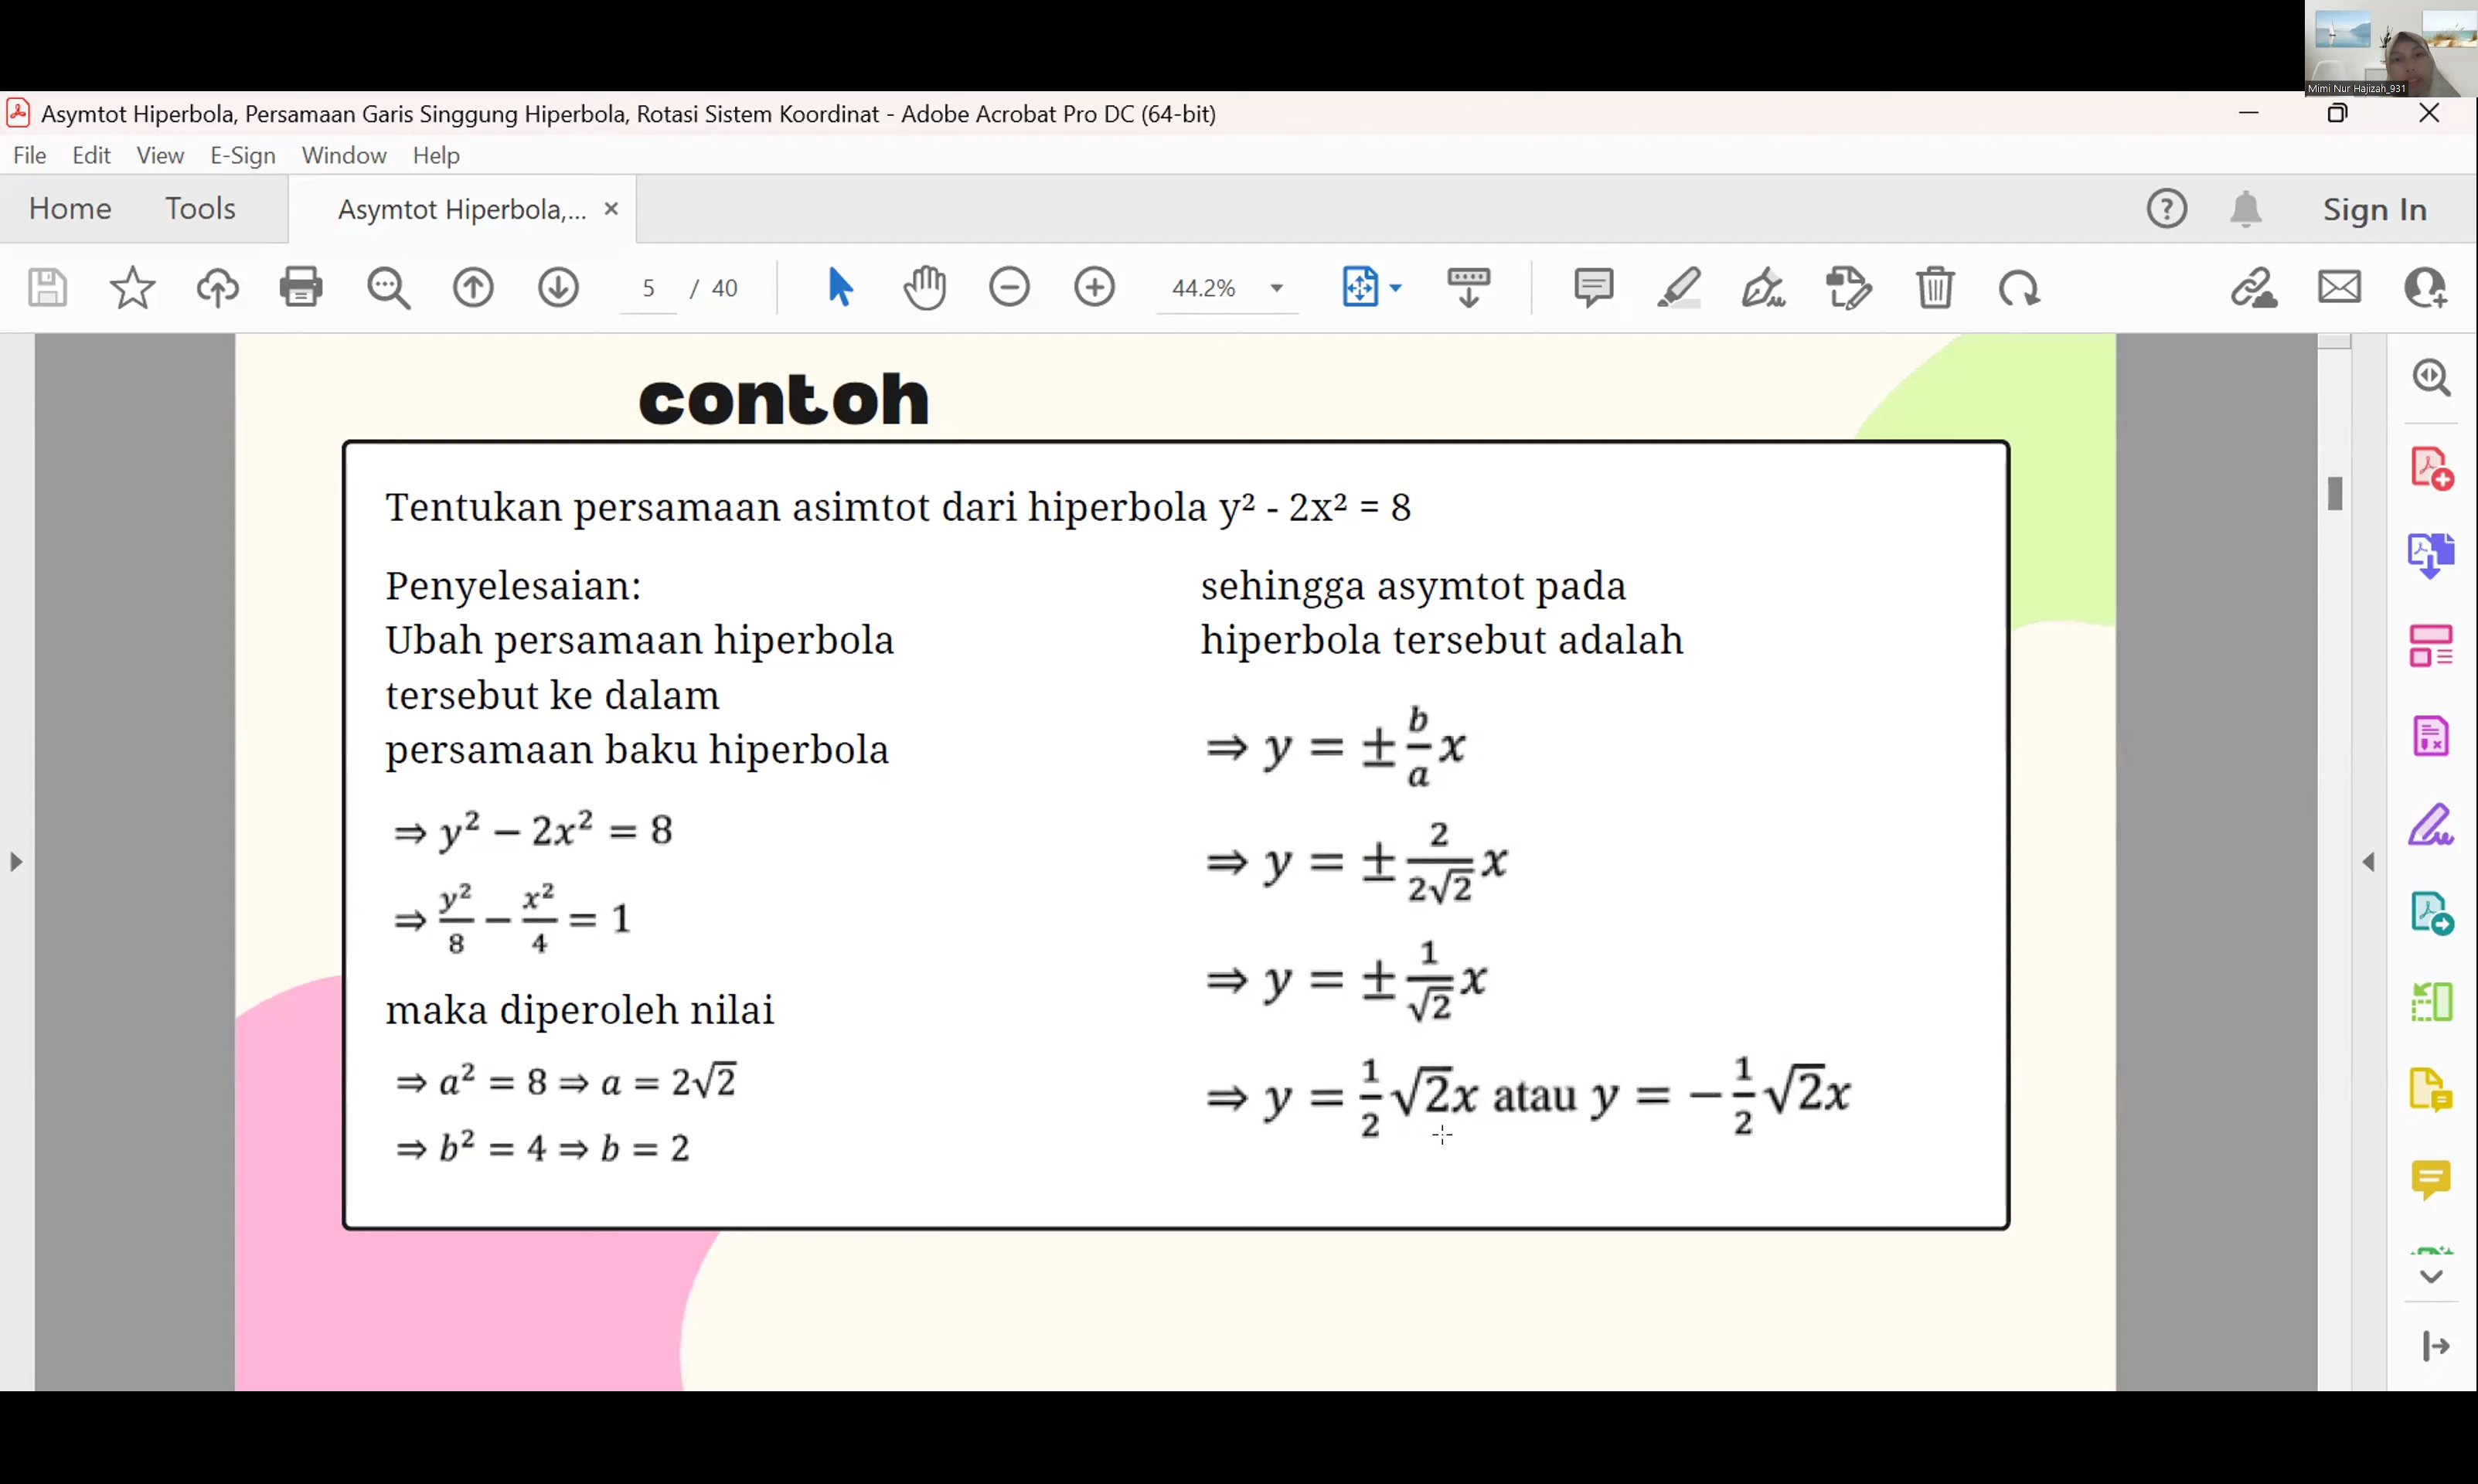 Mimi Nur Hajizah_931
Asymtot Hiperbola, Persamaan Garis Singgung Hiperbola, Rotasi Sistem Koordinat - Adobe Acrobat Pro DC (64-bit)
File Edit View E-Sign Window Help
Home Tools Asymtot Hiperbola,... × Sign In
5 / 40 44.2%
contoh
Tentukan persamaan asimtot dari hiperbola y² - 2x² = 8
Penyelesaian:
Ubah persamaan hiperbola
tersebut ke dalam
persamaan baku hiperbola
⇒ y² − 2x² = 8
⇒ y²/8 − x²/4 = 1
maka diperoleh nilai
⇒ a² = 8 ⇒ a = 2√2
⇒ b² = 4 ⇒ b = 2
sehingga asymtot pada
hiperbola tersebut adalah
⇒ y = ± b/a x
⇒ y = ± 2/2√2 x
⇒ y = ± 1/√2 x
⇒ y = 1/2 √2x atau y = − 1/2 √2x